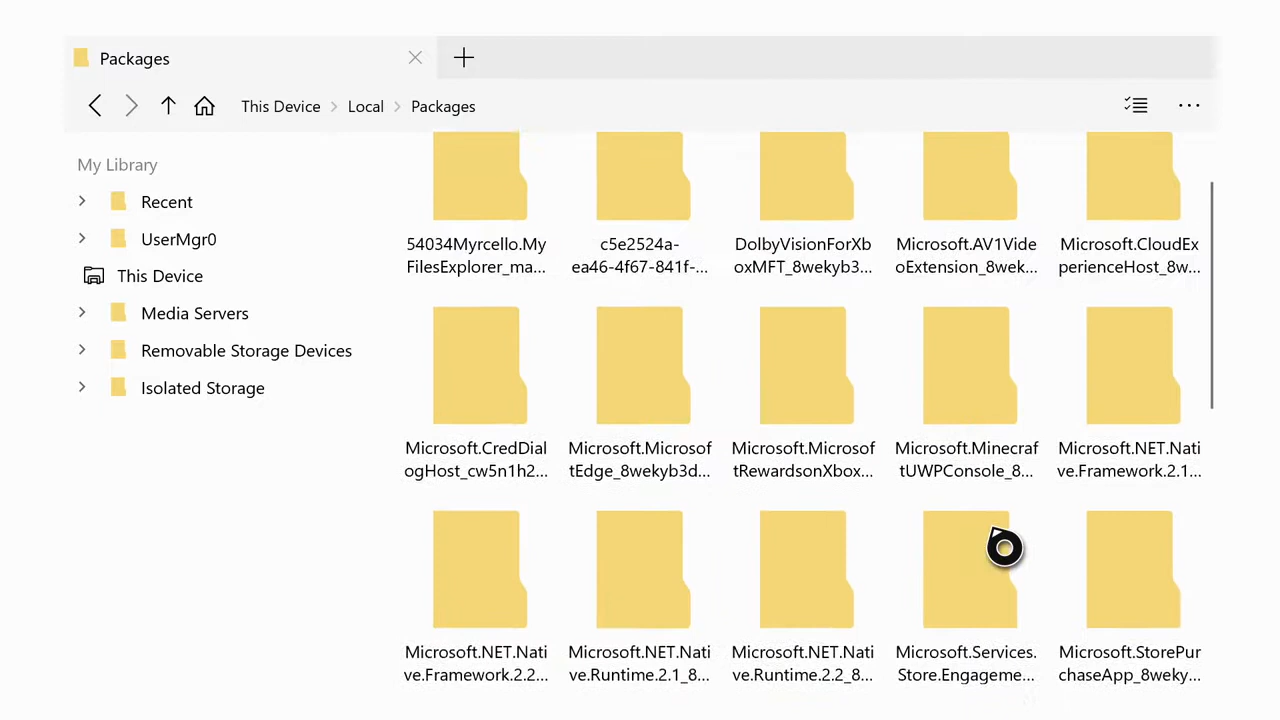 Packages
This Device
Local
Packages
My Library
Recent
UserMgr0
This Device
Media Servers
Removable Storage Devices
Isolated Storage
54034Myrcello.My
FilesExplorer_ma...
c5e2524a-
ea46-4f67-841f-...
DolbyVisionForXb
oxMFT_8wekyb3...
Microsoft.AV1Vide
oExtension_8wek...
Microsoft.CloudEx
perienceHost_8w...
Microsoft.CredDial
ogHost_cw5n1h2...
Microsoft.Microsof
tEdge_8wekyb3d...
Microsoft.Microsof
tRewardsonXbox...
Microsoft.Minecraf
tUWPConsole_8...
Microsoft.NET.Nati
ve.Framework.2.1...
Microsoft.NET.Nati
ve.Framework.2.2...
Microsoft.NET.Nati
ve.Runtime.2.1_8...
Microsoft.NET.Nati
ve.Runtime.2.2_8...
Microsoft.Services.
Store.Engageme...
Microsoft.StorePur
chaseApp_8weky...